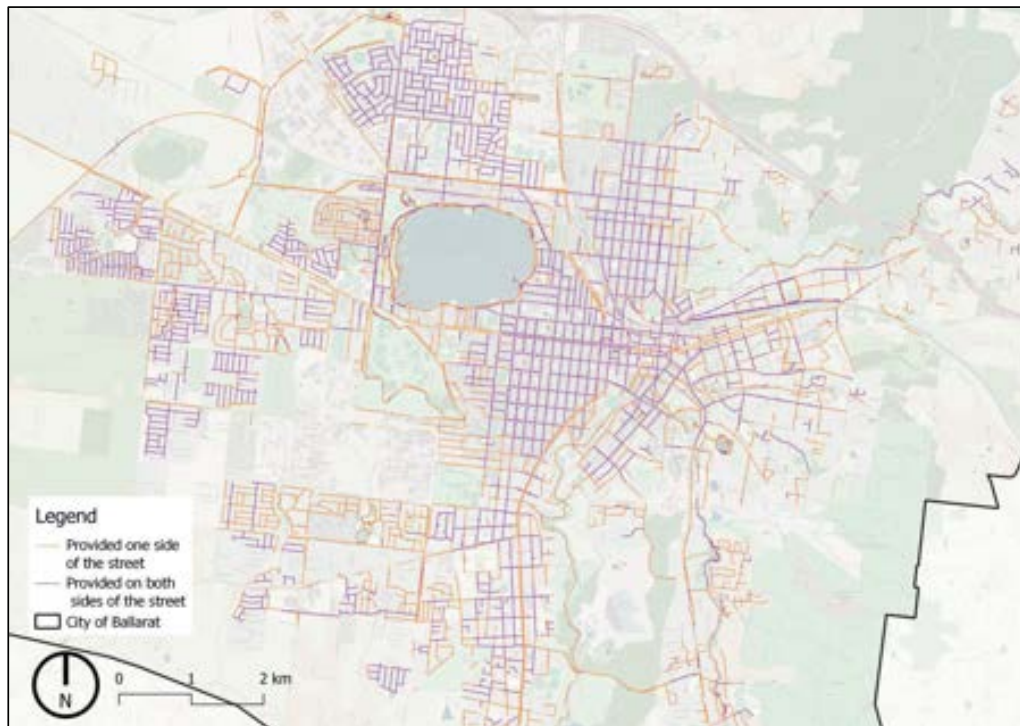 Legend
Provided one side
of the street
Provided on both
sides of the street
City of Ballarat
N
0 1 2 km